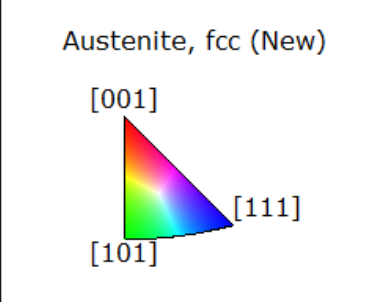 Austenite, fcc (New)
[001]
[111]
[101]